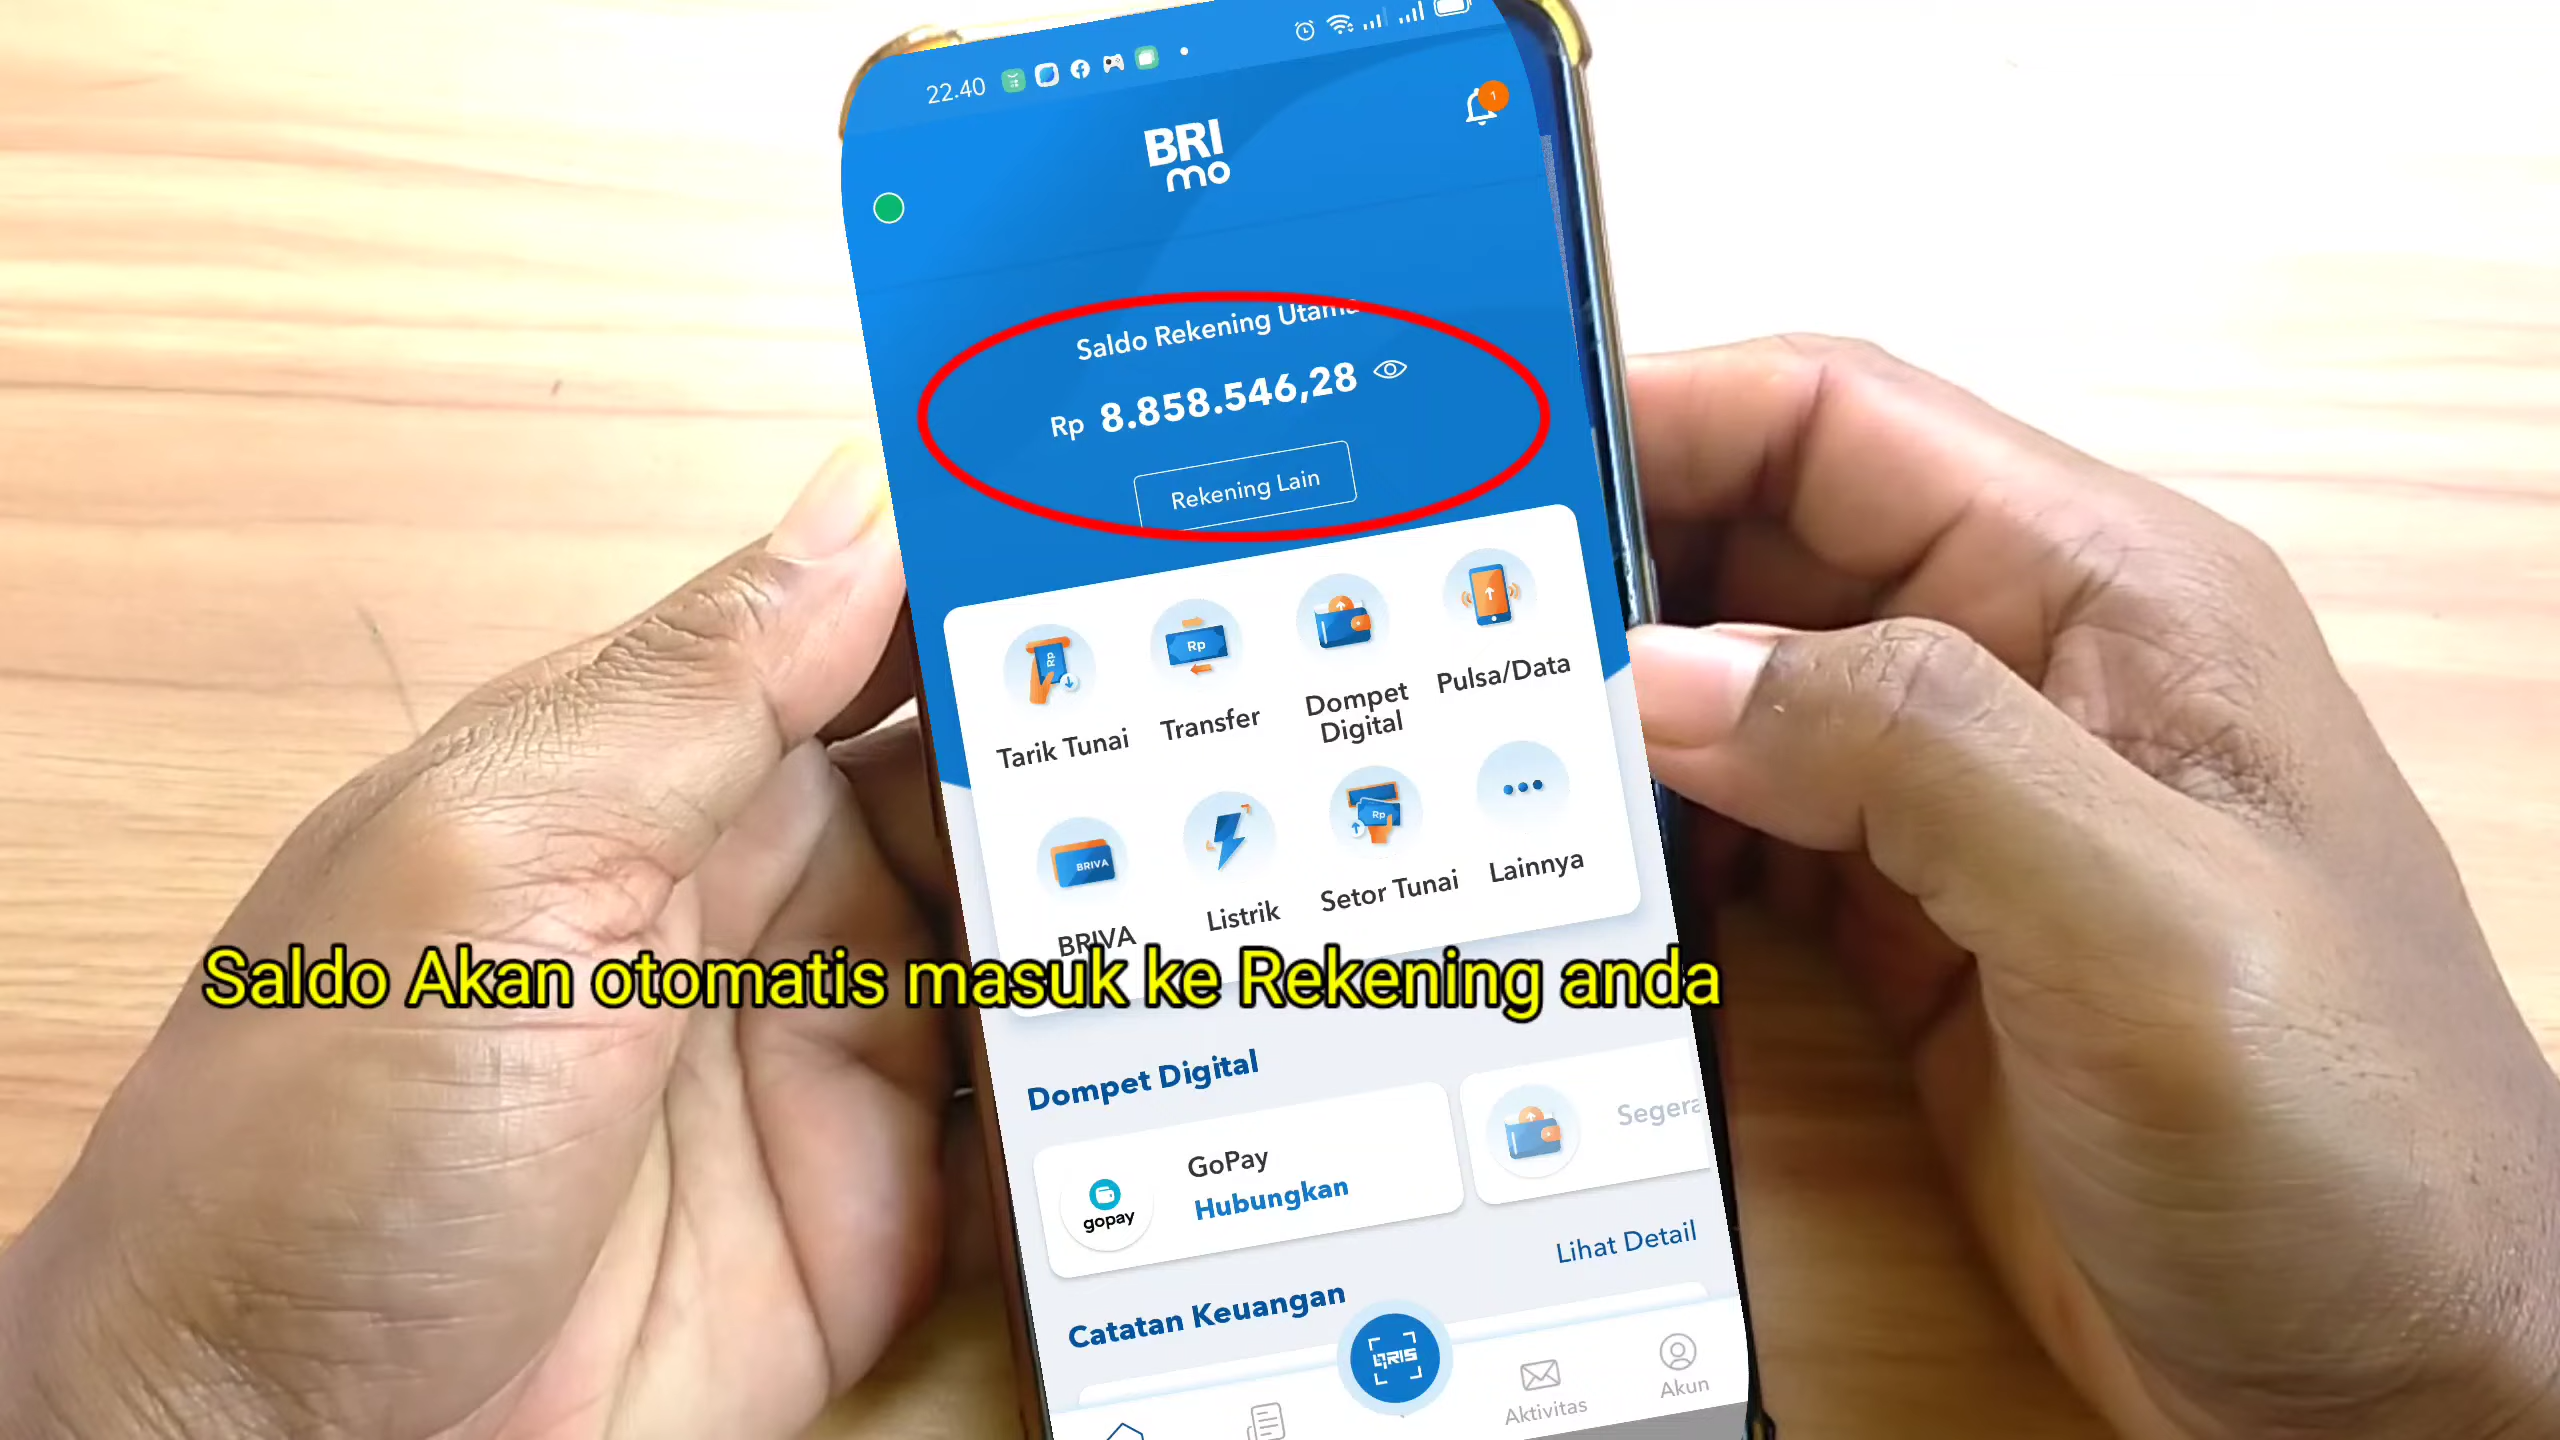 22.40
1
BRI
mo
Saldo Rekening Utama
Rp 8.858.546,28
Rekening Lain
Rp
Rp
Tarik Tunai
Transfer
Dompet
Digital
Pulsa/Data
BRIVA
Rp
BRIVA
Listrik
Setor Tunai
Lainnya
Saldo Akan otomatis masuk ke Rekening anda
Dompet Digital
gopay
GoPay
Hubungkan
Segera
Lihat Detail
Catatan Keuangan
QRIS
Aktivitas
Akun